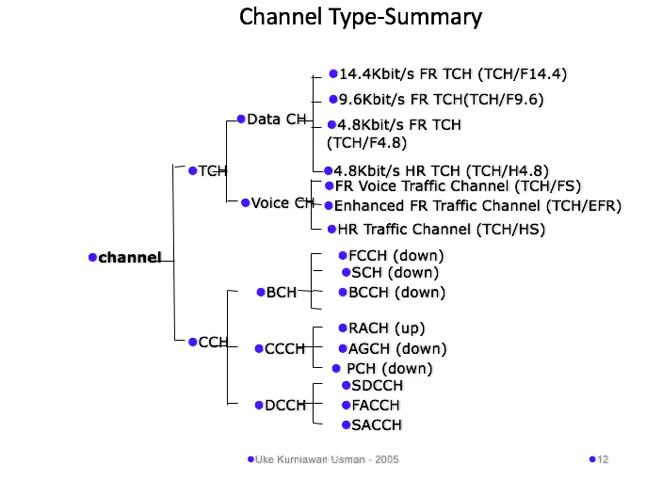 Channel Type-Summary
●14.4Kbit/s FR TCH (TCH/F14.4)
●9.6Kbit/s FR TCH(TCH/F9.6)
●Data CH
●4.8Kbit/s FR TCH
(TCH/F4.8)
●TCH
●4.8Kbit/s HR TCH (TCH/H4.8)
●FR Voice Traffic Channel (TCH/FS)
●Voice CH
●Enhanced FR Traffic Channel (TCH/EFR)
●HR Traffic Channel (TCH/HS)
●channel
●FCCH (down)
●SCH (down)
●BCH
●BCCH (down)
●RACH (up)
●CCH
●CCCH
●AGCH (down)
● PCH (down)
●SDCCH
●DCCH
●FACCH
●SACCH
●Uke Kurniawan Usman - 2005
●12